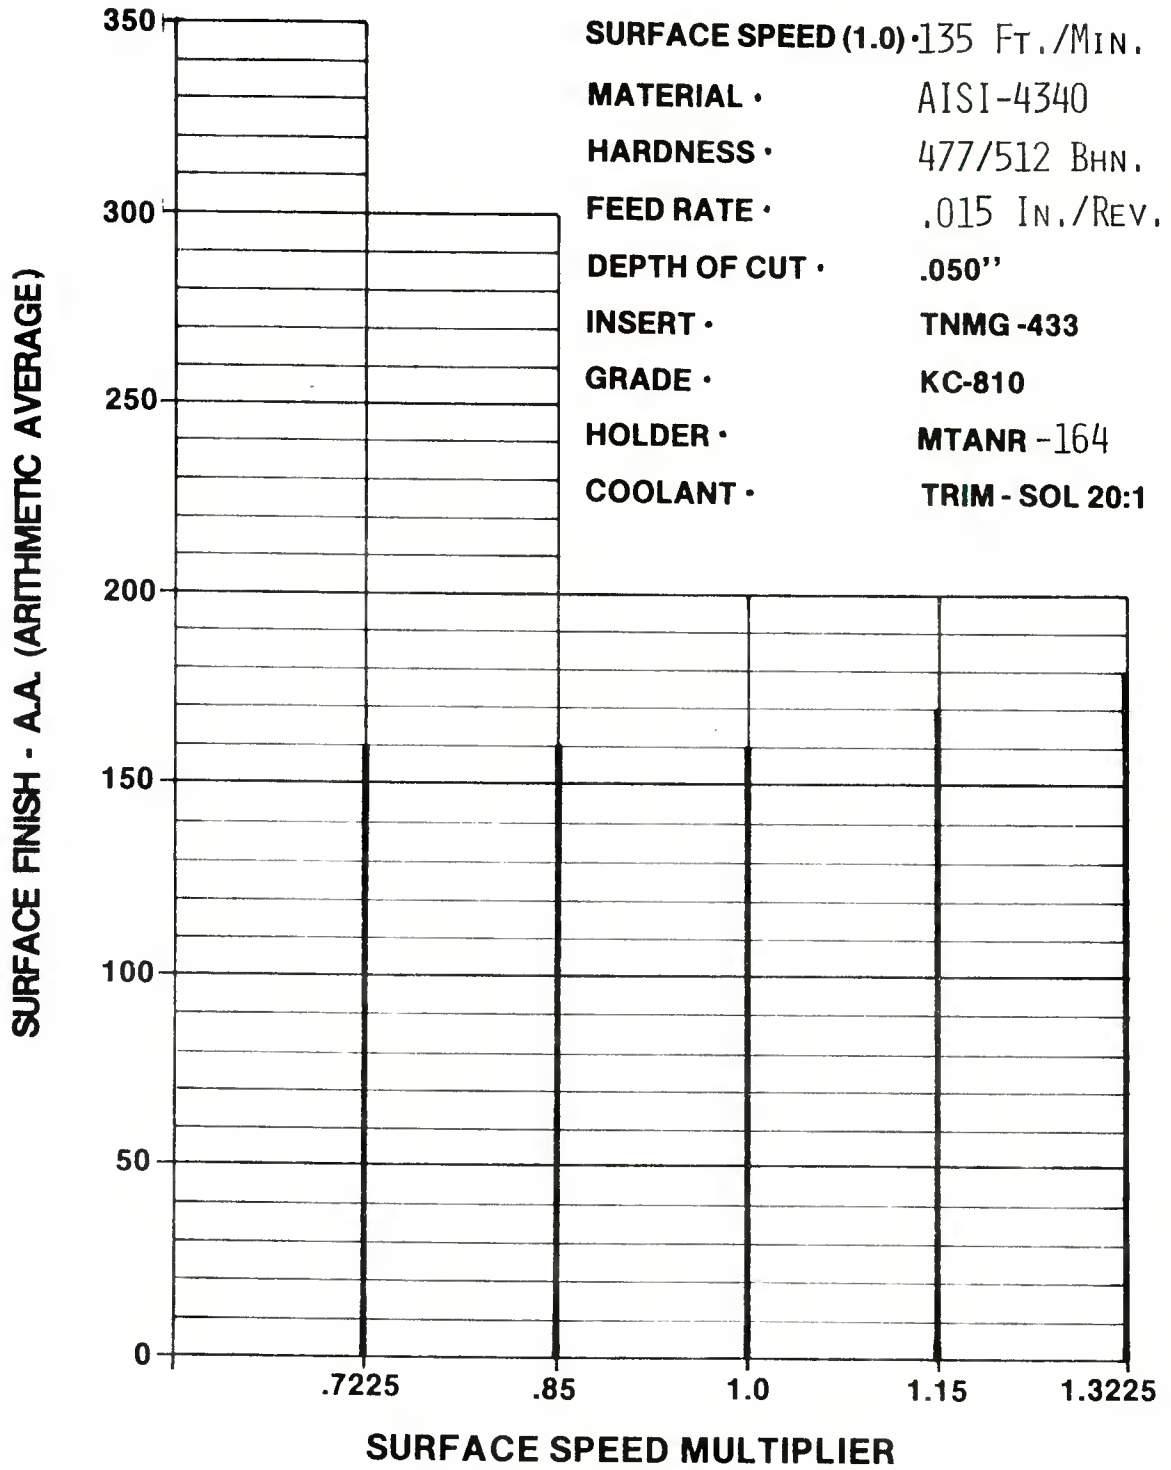 SURFACE SPEED (1.0) · 135 FT./MIN.
MATERIAL · AISI-4340
HARDNESS · 477/512 BHN.
FEED RATE · .015 IN./REV.
DEPTH OF CUT · .050”
INSERT · TNMG-433
GRADE · KC-810
HOLDER · MTANR-164
COOLANT · TRIM-SOL 20:1
SURFACE FINISH - A.A. (ARITHMETIC AVERAGE)
350
300
250
200
150
100
50
0
.7225 .85 1.0 1.15 1.3225
SURFACE SPEED MULTIPLIER